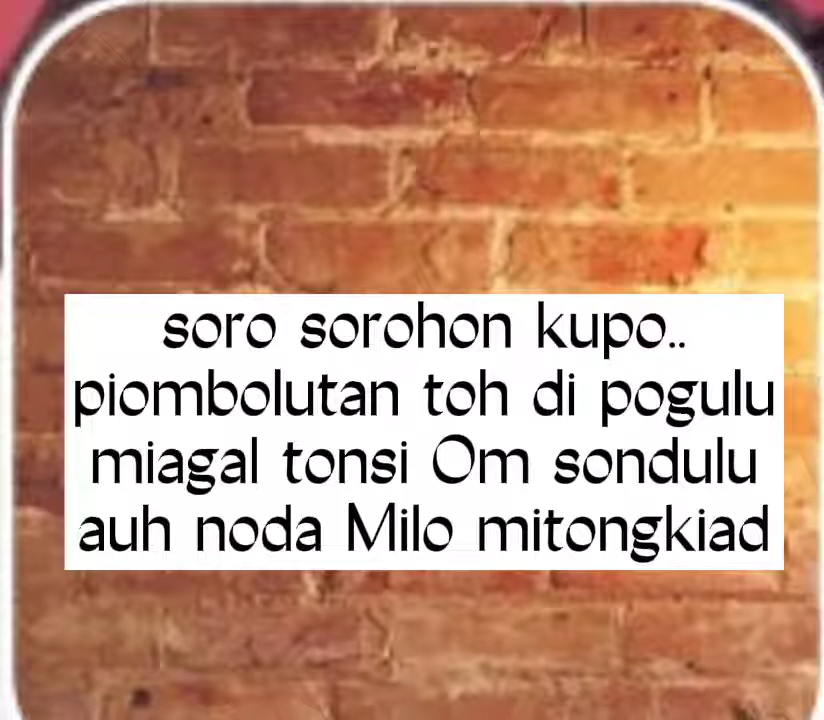 soro sorohon kupo..
piombolutan toh di pogulu
miagal tonsi Om sondulu
auh noda Milo mitongkiad